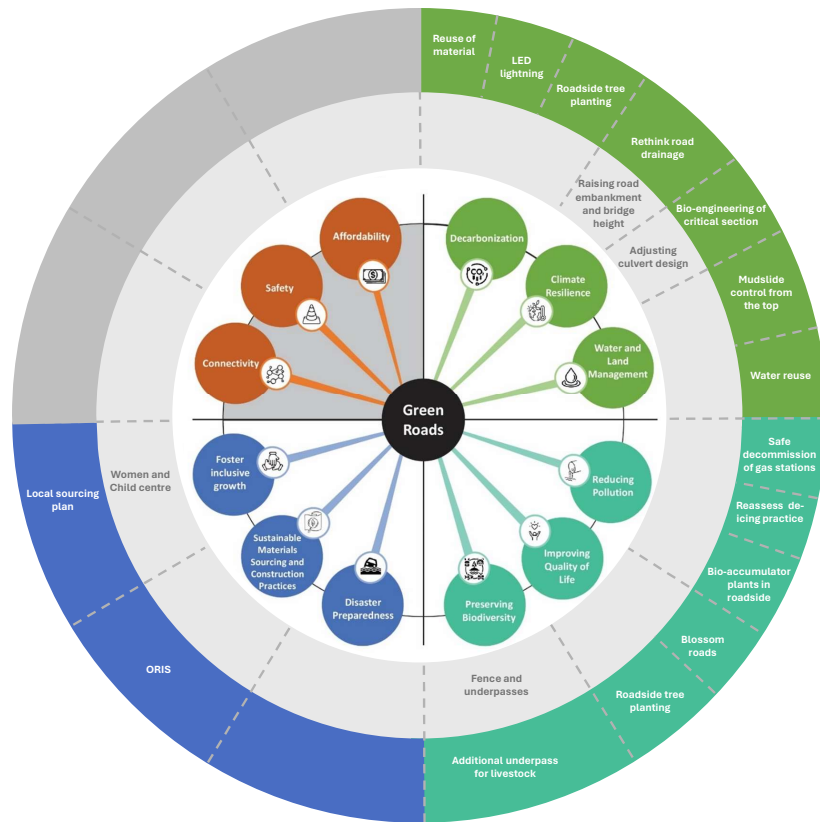 Reuse of
material
LED
lightning
Roadside tree
planting
Rethink road
drainage
Bio-engineering of
critical section
Mudslide
control from
the top
Water reuse
Raising road
embankment
and bridge
height
Adjusting
culvert design
Affordability
Safety
Connectivity
Decarbonization
Climate
Resilience
Water and
Land
Management
$
CO₂
Green
Roads
Safe
decommission
of gas stations
Reassess de-
icing practice
Bio-accumulator
plants in
roadside
Blossom
roads
Roadside tree
planting
Additional underpass
for livestock
Fence and
underpasses
Reducing
Pollution
Improving
Quality of
Life
Preserving
Biodiversity
Disaster
Preparedness
Sustainable
Materials
Sourcing and
Construction
Practices
Foster
inclusive
growth
Women and
Child centre
Local sourcing
plan
ORIS